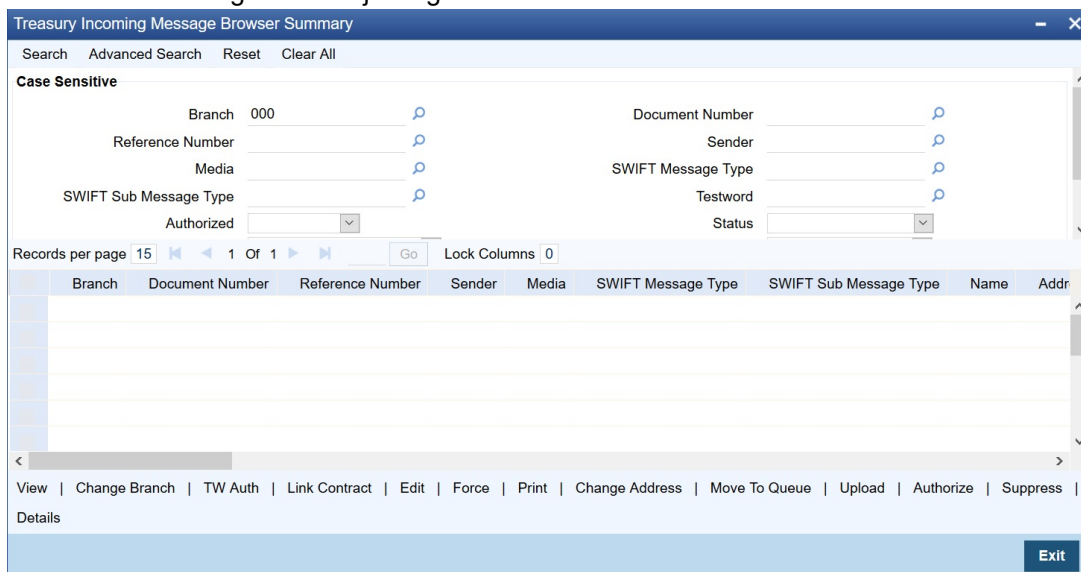 Treasury Incoming Message Browser Summary
Search Advanced Search Reset Clear All
Case Sensitive
Branch 000 Document Number
Reference Number Sender
Media SWIFT Message Type
SWIFT Sub Message Type Testword
Authorized Status
Records per page 15 1 Of 1 Go Lock Columns 0
Branch Document Number Reference Number Sender Media SWIFT Message Type SWIFT Sub Message Type Name
View | Change Branch | TW Auth | Link Contract | Edit | Force | Print | Change Address | Move To Queue | Upload | Authorize | Suppress |
Details
Exit